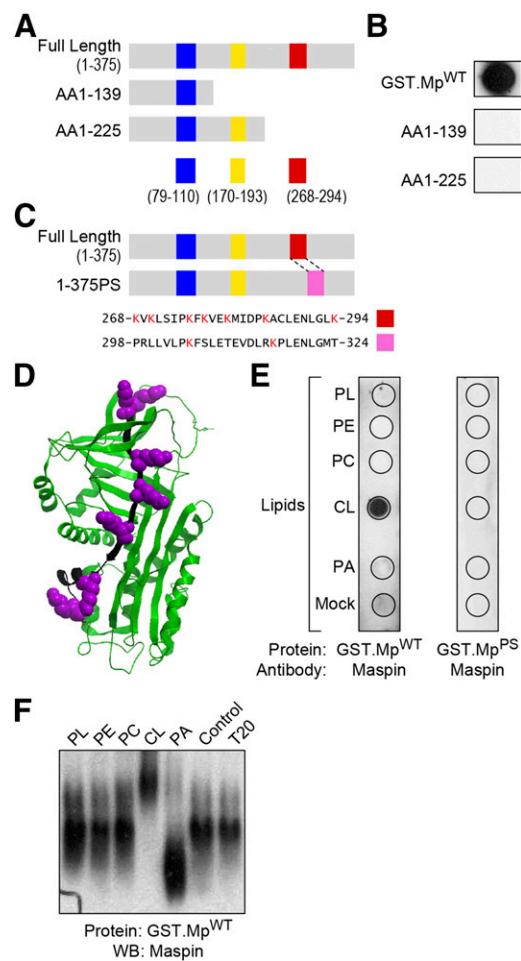 A
Full Length
(1-375)
AA1-139
AA1-225
(79-110) (170-193) (268-294)
B
GST.Mp^WT
AA1-139
AA1-225
C
Full Length
(1-375)
1-375PS
268-KVKLSIPKFKVEKMIDPKACLENLGLK-294
298-PRLLVLPKFSLETEVDLRKPLENLGMT-324
D
E
PL
PE
PC
Lipids
CL
PA
Mock
Protein: GST.Mp^WT GST.Mp^PS
Antibody: Maspin Maspin
F
PL PE PC CL PA Control T20
Protein: GST.Mp^WT
WB: Maspin